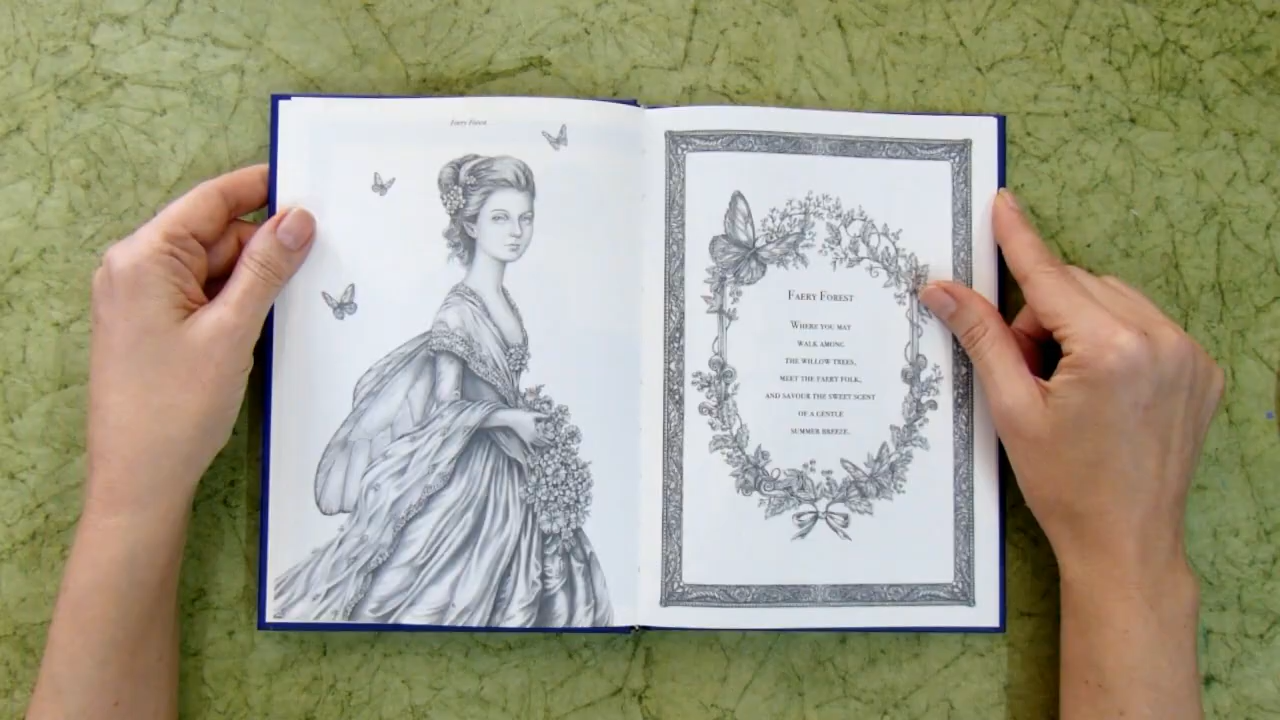 Faery Forest
FAERY FOREST
WHERE YOU MAY
WALK AMONG
THE WILLOW TREES,
MEET THE FAERY FOLK,
AND SAVOUR THE SWEET SCENT
OF A GENTLE
SUMMER BREEZE.